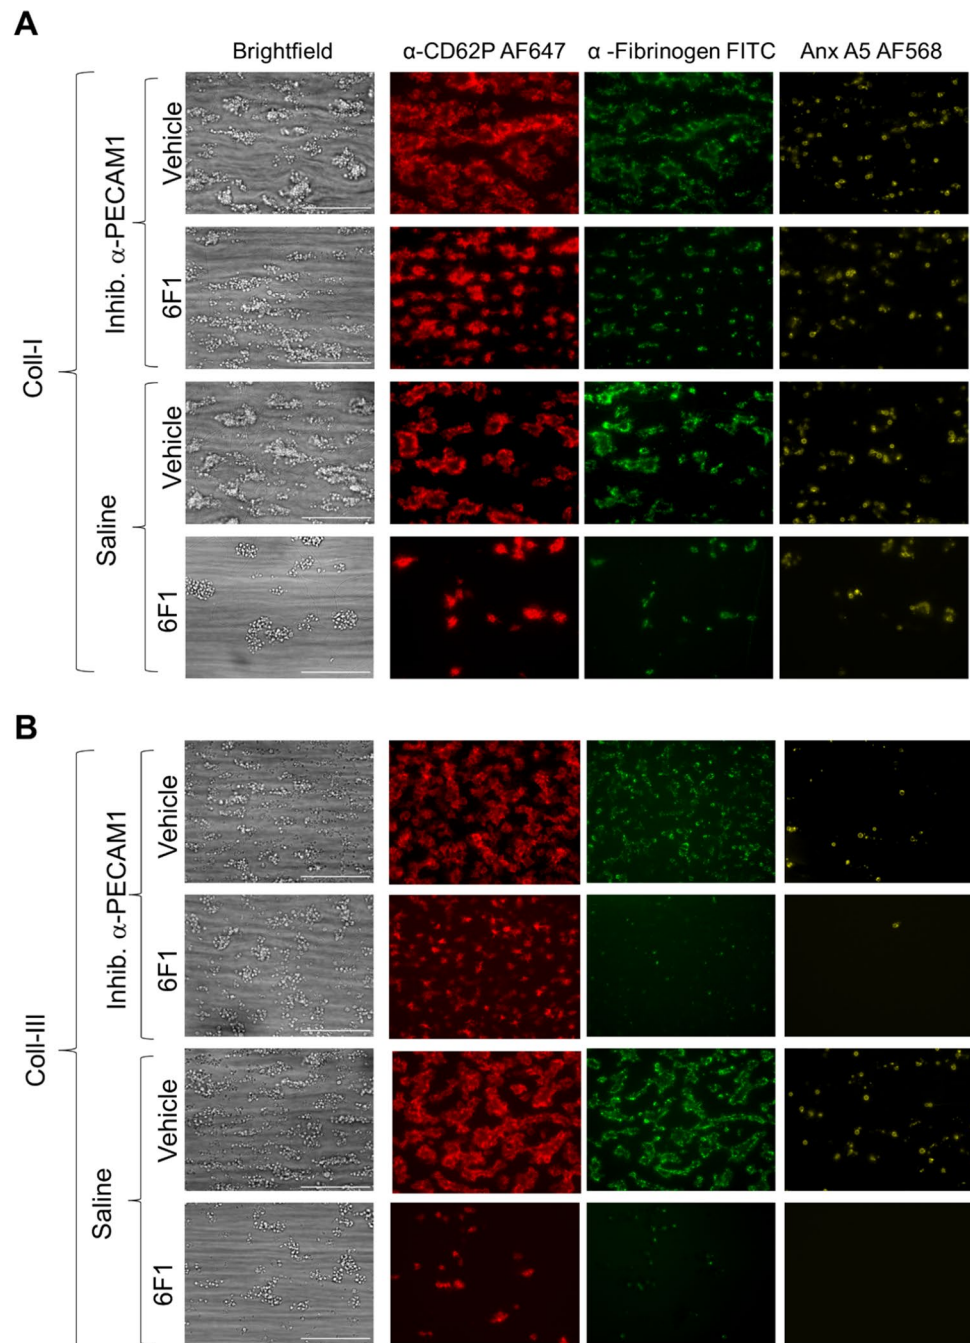 A
Brightfield
α-CD62P AF647
α -Fibrinogen FITC
Anx A5 AF568
Coll-I
Inhib. α-PECAM1
Vehicle
6F1
Saline
Vehicle
6F1
B
Coll-III
Inhib. α-PECAM1
Vehicle
6F1
Saline
Vehicle
6F1